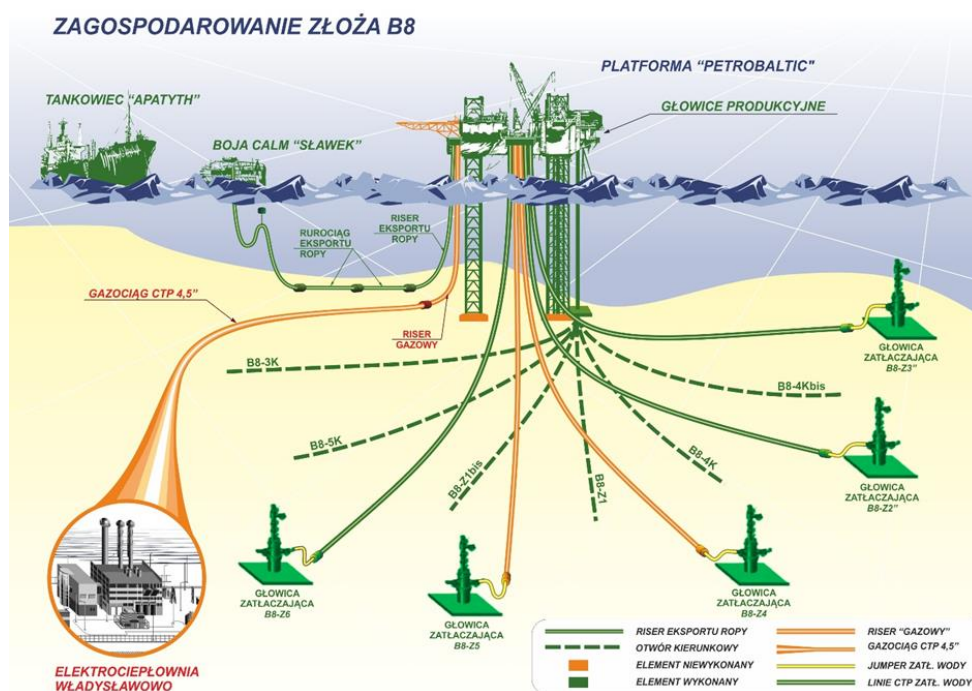 ZAGOSPODAROWANIE ZŁOŻA B8
PLATFORMA “PETROBALTIC"
TANKOWIEC “APATYTH”
GŁOWICE PRODUKCYJNE
BOJA CALM “SŁAWEK”
RISER
EKSPORTU
ROPY
RUROCIĄG
EKSPORTU
ROPY
GAZOCIĄG CTP 4,5”
RISER
GAZOWY
B8-3K
B8-5K
B8-Z1bis
B8-Z1
B8-4K
B8-4Kbis
GŁOWICA
ZATŁACZAJĄCA
B8-Z3”
GŁOWICA
ZATŁACZAJĄCA
B8-Z2”
GŁOWICA
ZATŁACZAJĄCA
B8-Z6
GŁOWICA
ZATŁACZAJĄCA
B8-Z5
GŁOWICA
ZATŁACZAJĄCA
B8-Z4
ELEKTROCIEPŁOWNIA
WŁADYSŁAWOWO
RISER EKSPORTU ROPY
OTWÓR KIERUNKOWY
ELEMENT NIEWYKONANY
ELEMENT WYKONANY
RISER “GAZOWY”
GAZOCIĄG CTP 4,5”
JUMPER ZATŁ. WODY
LINIE CTP ZATŁ. WODY